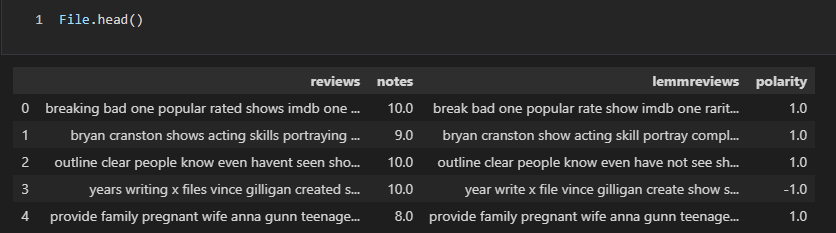 1 File.head()
reviews notes lemmreviews polarity
0 breaking bad one popular rated shows imdb one ... 10.0 break bad one popular rate show imdb one rarit... 1.0
1 bryan cranston shows acting skills portraying ... 9.0 bryan cranston show acting skill portray compl... 1.0
2 outline clear people know even havent seen sho... 10.0 outline clear people know even have not see sh... 1.0
3 years writing x files vince gilligan created s... 10.0 year write x file vince gilligan create show s... -1.0
4 provide family pregnant wife anna gunn teenage... 8.0 provide family pregnant wife anna gunn teenage... 1.0